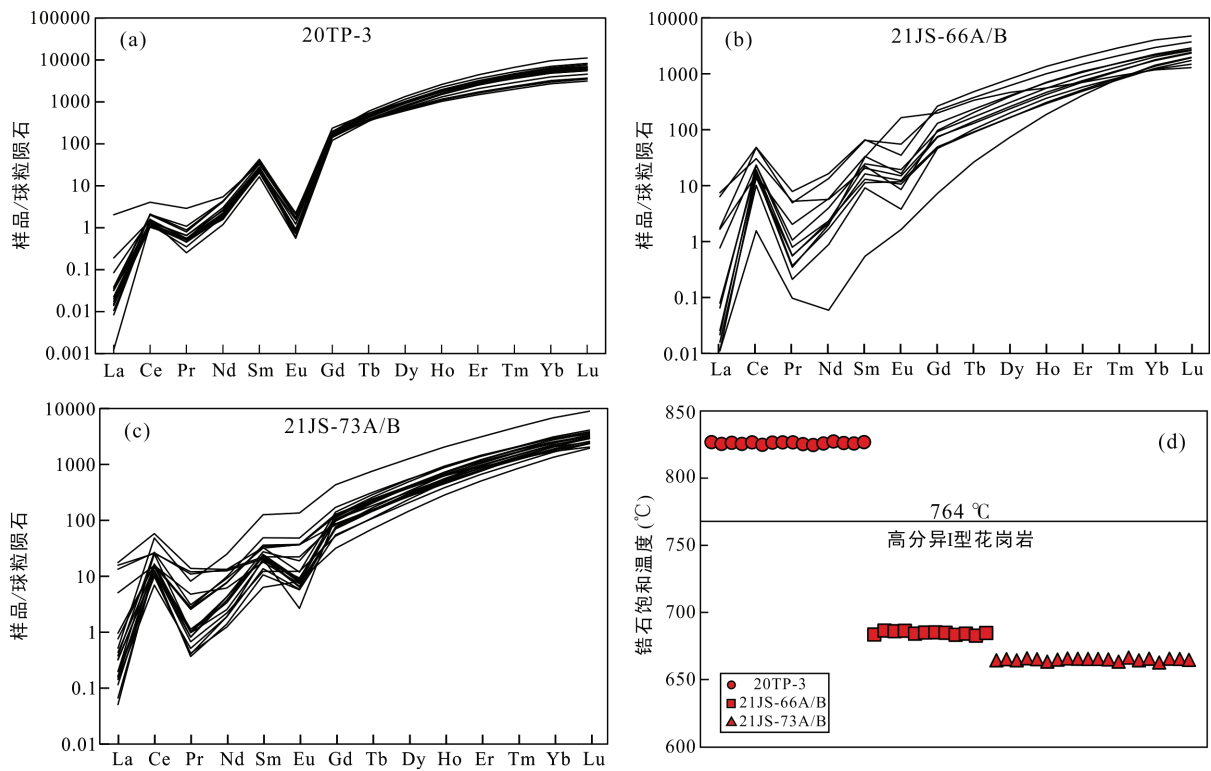 (a)
20TP-3
样品/球粒陨石
100000
10000
1000
100
10
1
0.1
0.01
0.001
La Ce Pr Nd Sm Eu Gd Tb Dy Ho Er Tm Yb Lu
(b)
21JS-66A/B
样品/球粒陨石
10000
1000
100
10
1
0.1
0.01
La Ce Pr Nd Sm Eu Gd Tb Dy Ho Er Tm Yb Lu
(c)
21JS-73A/B
样品/球粒陨石
10000
1000
100
10
1
0.1
0.01
La Ce Pr Nd Sm Eu Gd Tb Dy Ho Er Tm Yb Lu
(d)
锆石饱和温度(℃)
850
800
750
700
650
600
764 ℃
高分异I型花岗岩
20TP-3
21JS-66A/B
21JS-73A/B